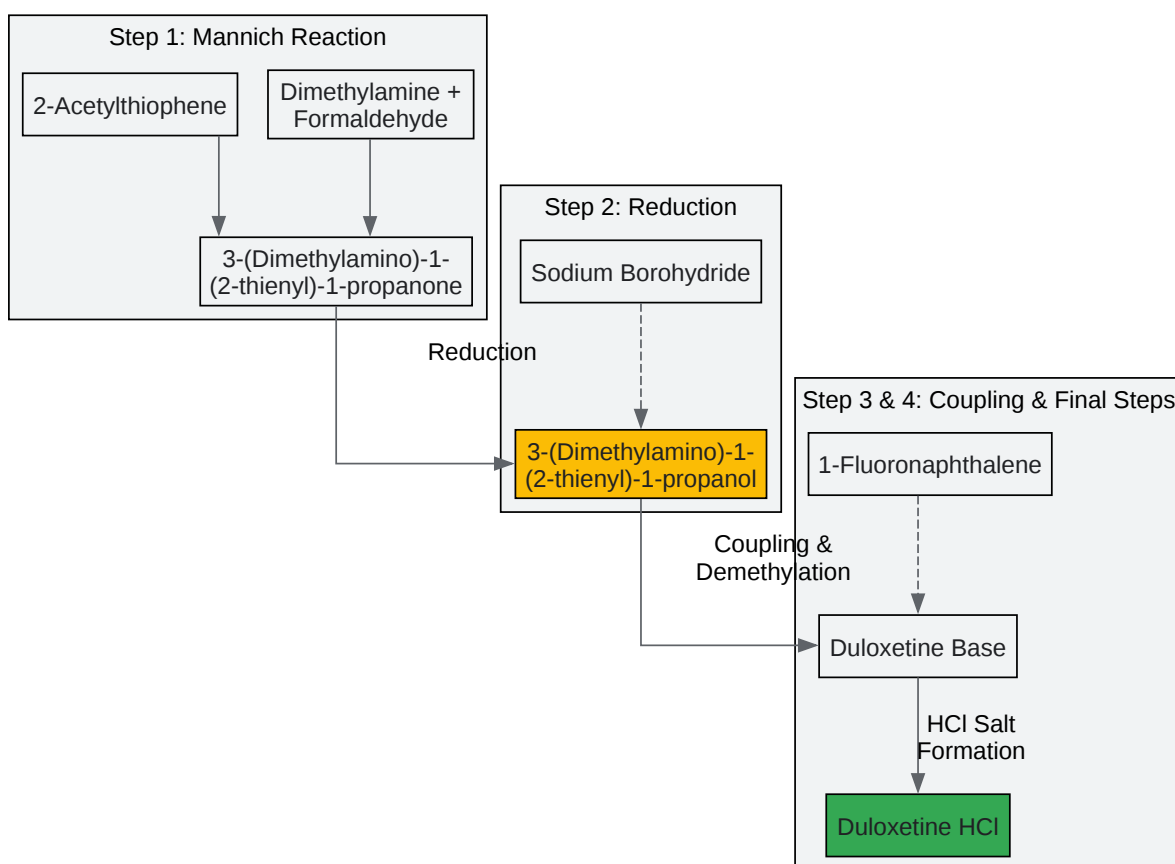 Step 1: Mannich Reaction
2-Acetylthiophene
Dimethylamine +
Formaldehyde
3-(Dimethylamino)-1-
(2-thienyl)-1-propanone
Step 2: Reduction
Sodium Borohydride
Reduction
3-(Dimethylamino)-1-
(2-thienyl)-1-propanol
Step 3 & 4: Coupling & Final Steps
1-Fluoronaphthalene
Coupling &
Demethylation
Duloxetine Base
HCl Salt
Formation
Duloxetine HCl